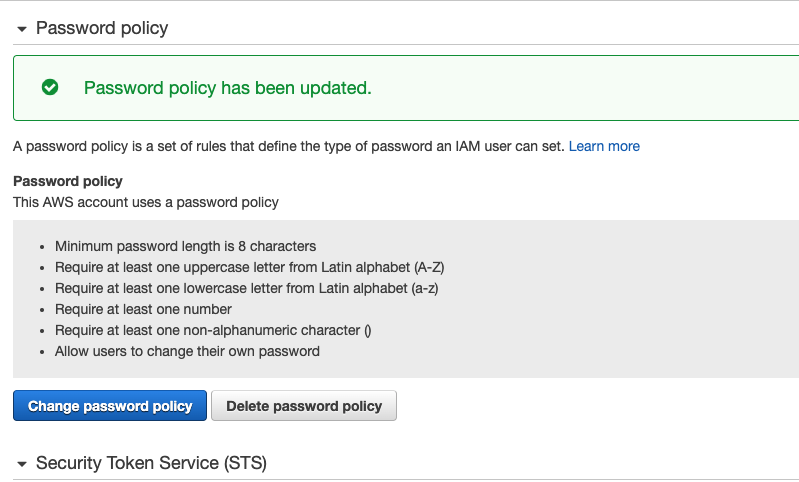 Password policy
Password policy has been updated.
A password policy is a set of rules that define the type of password an IAM user can set. Learn more
Password policy
This AWS account uses a password policy
• Minimum password length is 8 characters
• Require at least one uppercase letter from Latin alphabet (A-Z)
• Require at least one lowercase letter from Latin alphabet (a-z)
• Require at least one number
• Require at least one non-alphanumeric character ()
• Allow users to change their own password
Change password policy Delete password policy
Security Token Service (STS)